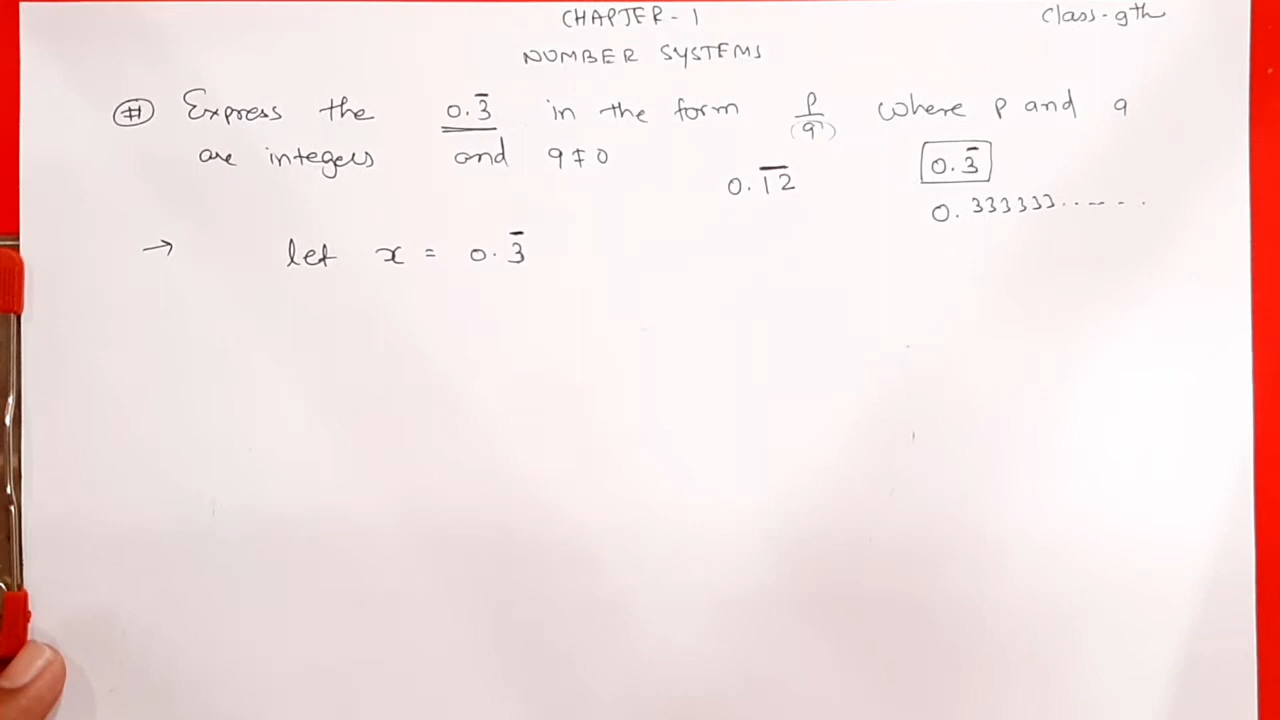 CHAPTER - 1
Class - 9th
NUMBER SYSTEMS
# Express the 0.3̅ in the form p/q where p and q
are integers and q ≠ 0
0.1̅2̅
0.3̅
0.333333.....
→ let x = 0.3̅